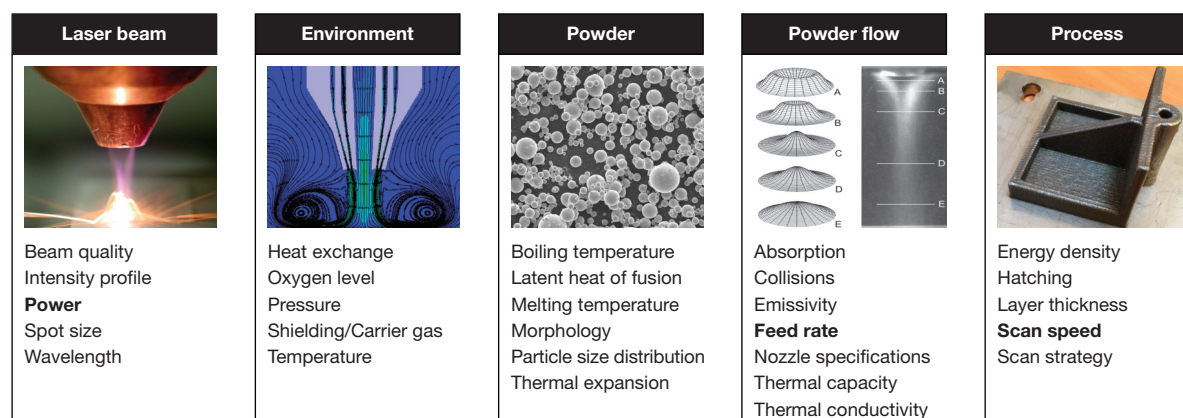 Laser beam
Beam quality
Intensity profile
Power
Spot size
Wavelength
Environment
Heat exchange
Oxygen level
Pressure
Shielding/Carrier gas
Temperature
Powder
Boiling temperature
Latent heat of fusion
Melting temperature
Morphology
Particle size distribution
Thermal expansion
Powder flow
A
B
C
D
E
A
B
C
D
E
Absorption
Collisions
Emissivity
Feed rate
Nozzle specifications
Thermal capacity
Thermal conductivity
Process
Energy density
Hatching
Layer thickness
Scan speed
Scan strategy